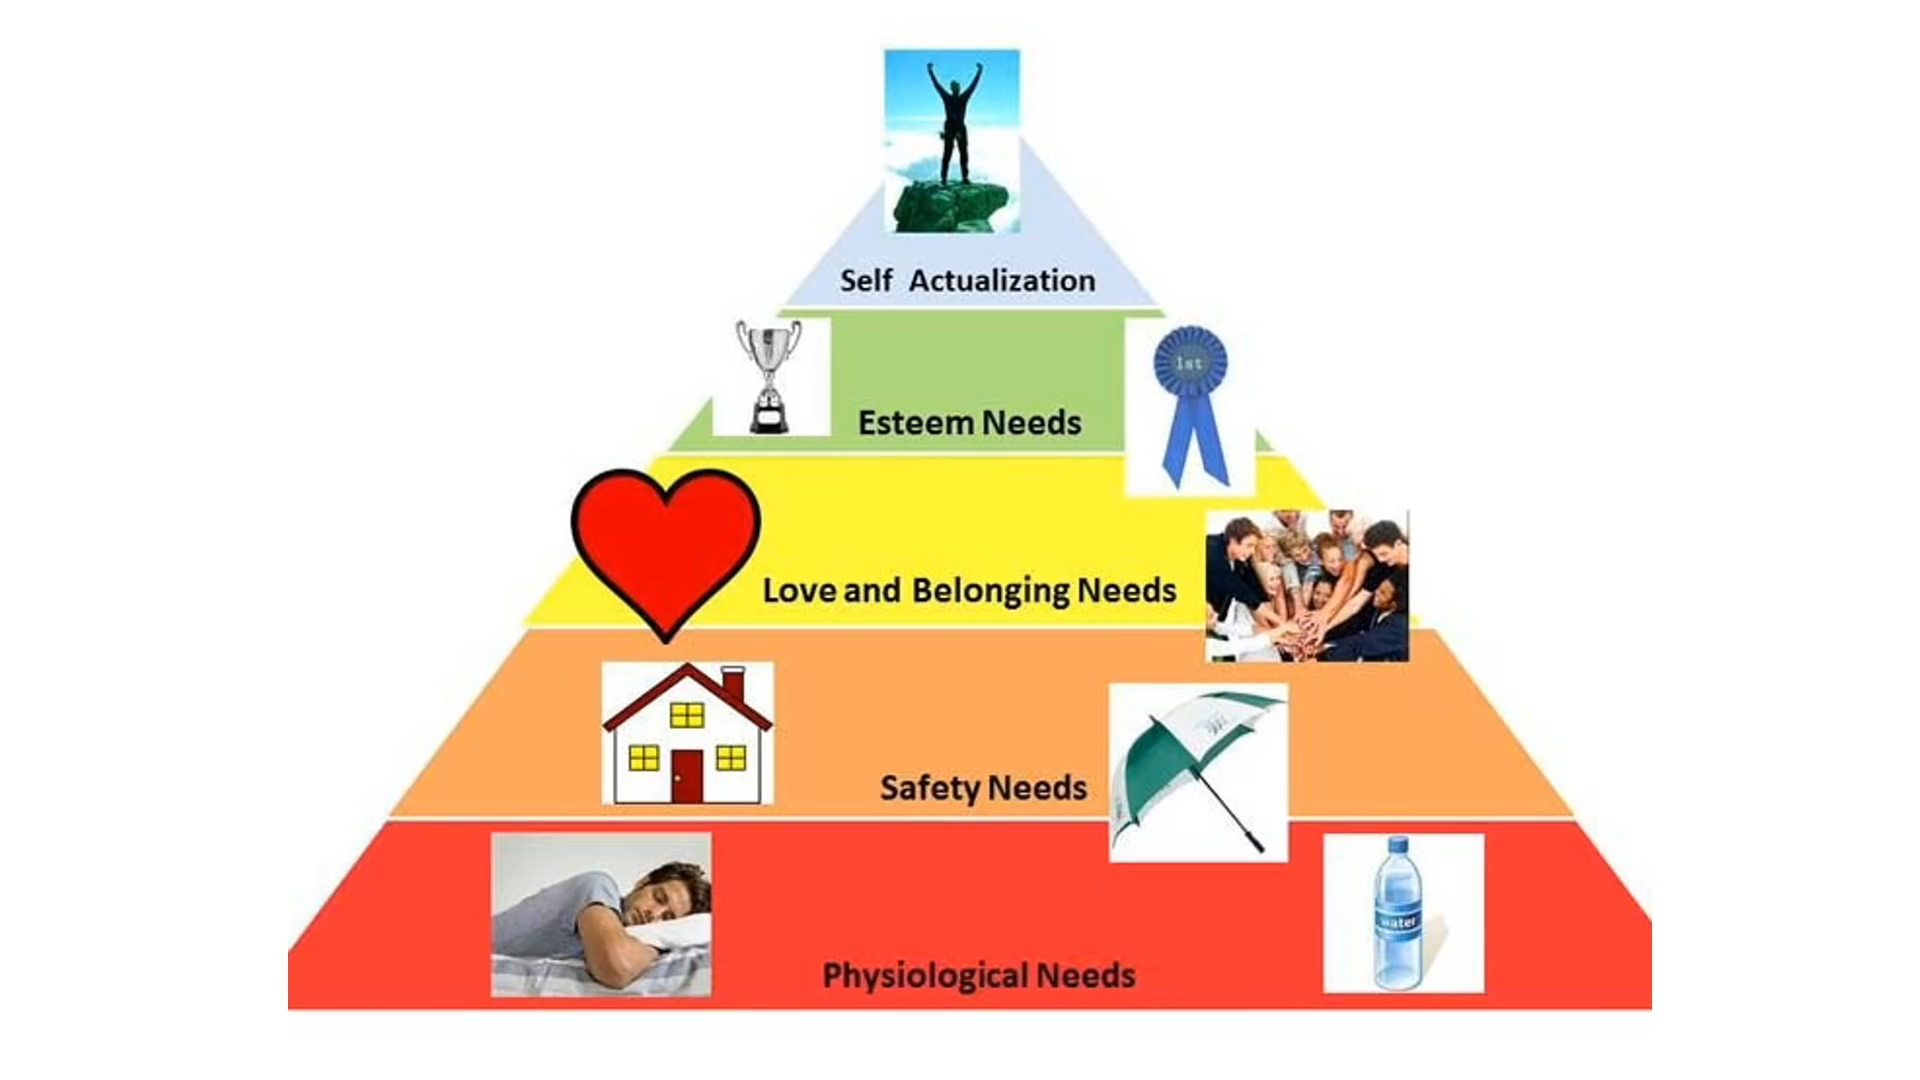 Self Actualization
1st
Esteem Needs
Love and Belonging Needs
Safety Needs
water
Physiological Needs